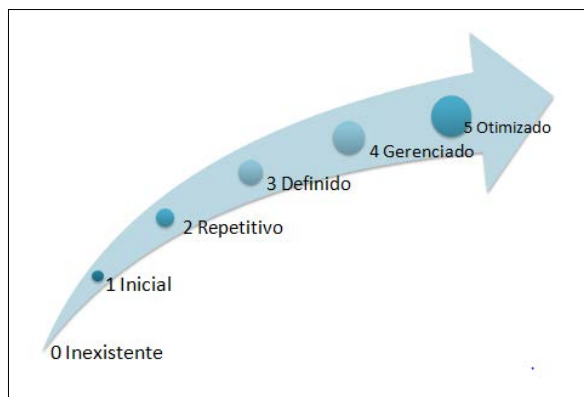 5 Otimizado
4 Gerenciado
3 Definido
2 Repetitivo
1 Inicial
0 Inexistente